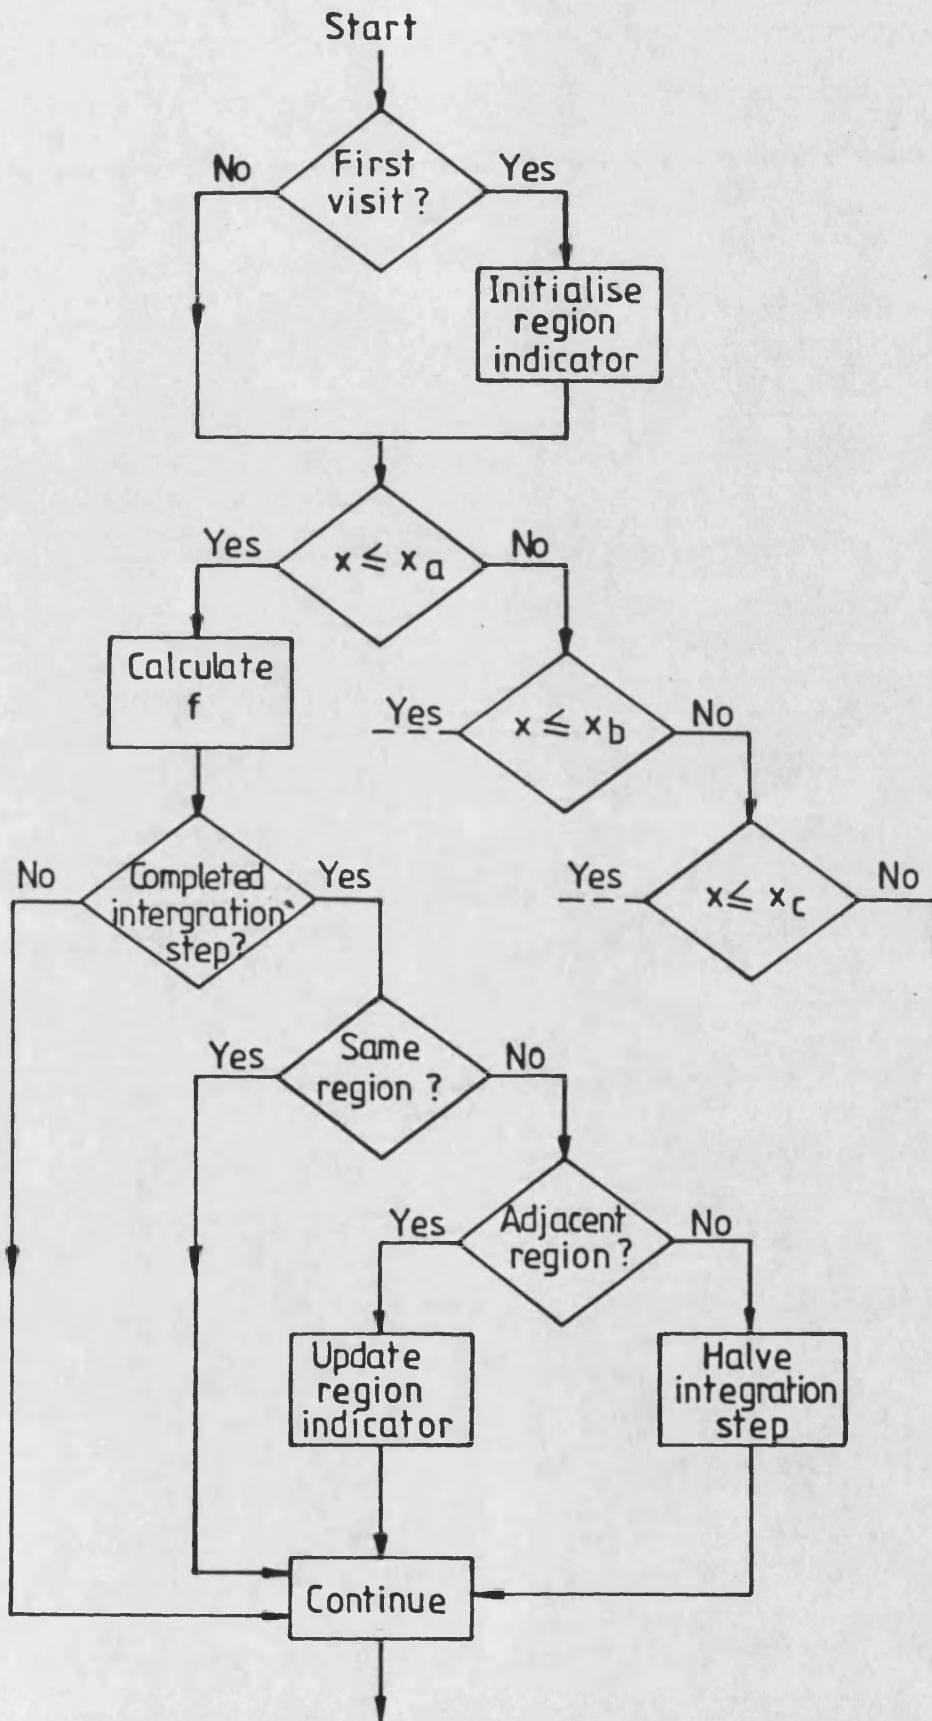 Start
No
First
visit ?
Yes
Initialise
region
indicator
Yes
x ≤ xa
No
Calculate
f
Yes
x ≤ xb
No
No
Completed
intergration
step?
Yes
Yes
x ≤ xc
No
Yes
Same
region ?
No
Yes
Adjacent
region ?
No
Update
region
indicator
Halve
integration
step
Continue